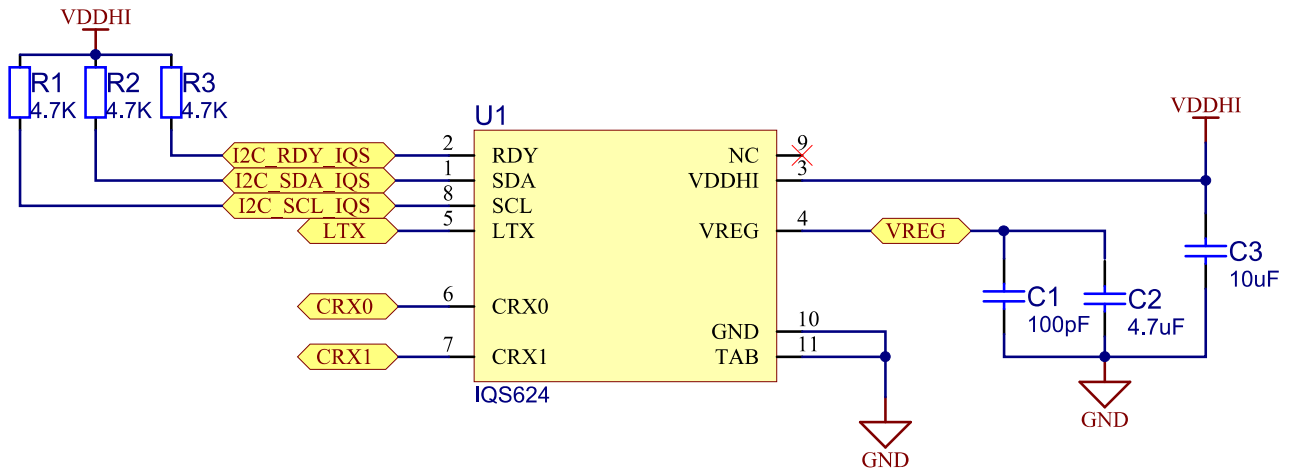 VDDHI
R1
4.7K
R2
4.7K
R3
4.7K
I2C_RDY_IQS
I2C_SDA_IQS
I2C_SCL_IQS
LTX
CRX0
CRX1
2
1
8
5
6
7
U1
RDY
SDA
SCL
LTX
CRX0
CRX1
NC
VDDHI
VREG
GND
TAB
IQS624
9
3
4
10
11
GND
VREG
VDDHI
C1
100pF
C2
4.7uF
C3
10uF
GND